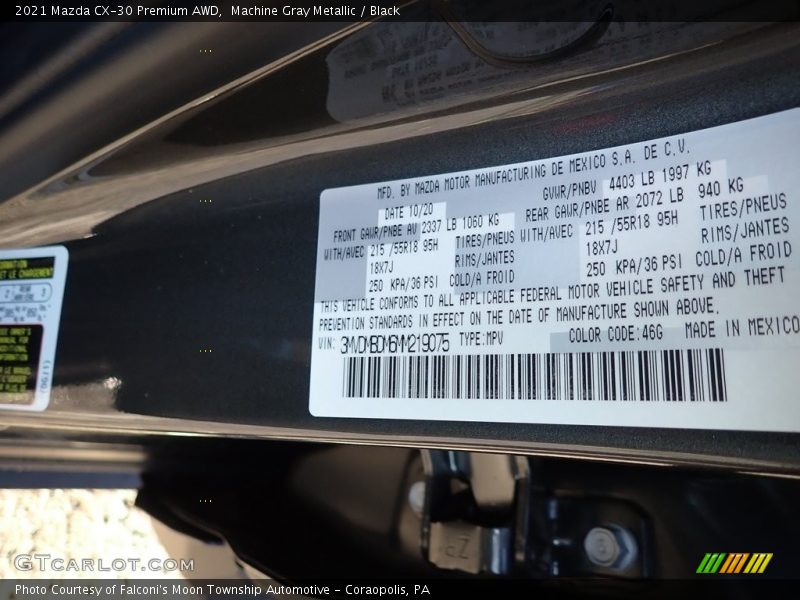 2021 Mazda CX-30 Premium AWD,  Machine Gray Metallic / Black
MFD. BY MAZDA MOTOR MANUFACTURING DE MEXICO S.A. DE C.V.
DATE 10/20 GVWR/PNBV 4403 LB 1997 KG
FRONT GAWR/PNBE AV 2337 LB 1060 KG REAR GAWR/PNBE AR 2072 LB 940 KG
WITH/AVEC 215 /55R18 95H TIRES/PNEUS WITH/AVEC 215 /55R18 95H TIRES/PNEUS
18X7J RIMS/JANTES 18X7J RIMS/JANTES
250 KPA/36 PSI COLD/A FROID 250 KPA/36 PSI COLD/A FROID
THIS VEHICLE CONFORMS TO ALL APPLICABLE FEDERAL MOTOR VEHICLE SAFETY AND THEFT
PREVENTION STANDARDS IN EFFECT ON THE DATE OF MANUFACTURE SHOWN ABOVE.
VIN: 3MVDMBDM6MM219075 TYPE:MPV COLOR CODE:46G MADE IN MEXICO
GTCARLOT.COM
Photo Courtesy of Falconi's Moon Township Automotive - Coraopolis, PA